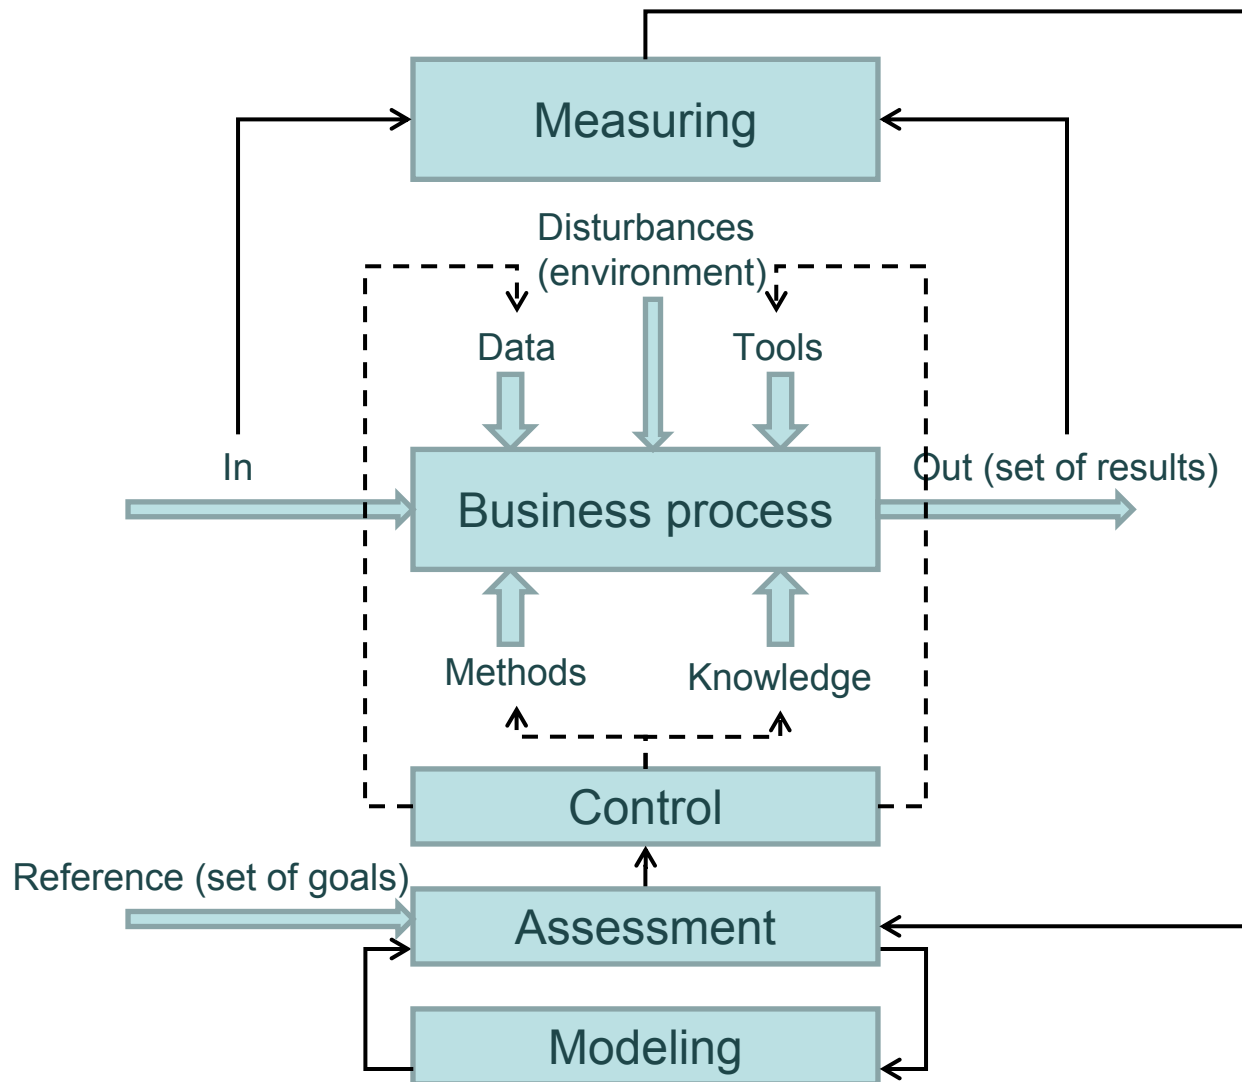 Measuring
Disturbances
(environment)
Data
Tools
In
Out (set of results)
Business process
Methods
Knowledge
Control
Reference (set of goals)
Assessment
Modeling